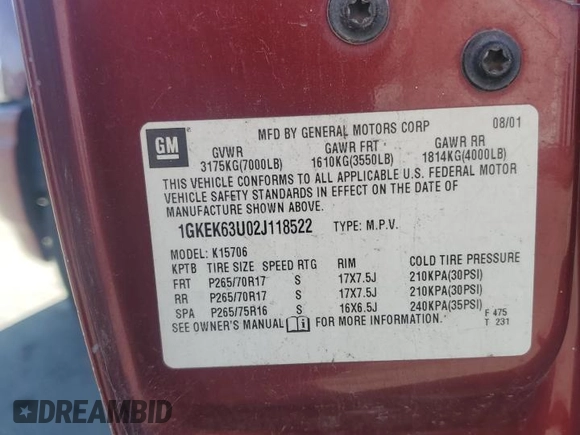 GM
MFD BY GENERAL MOTORS CORP 08/01
GVWR GAWR FRT GAWR RR
3175KG(7000LB) 1610KG(3550LB) 1814KG(4000LB)
THIS VEHICLE CONFORMS TO ALL APPLICABLE U.S. FEDERAL MOTOR
VEHICLE SAFETY STANDARDS IN EFFECT ON THE DATE OF
MANUFACTURE SHOWN ABOVE.
1GKEK63U02J118522 TYPE: M.P.V.
MODEL: K15706
KPTB TIRE SIZE SPEED RTG RIM COLD TIRE PRESSURE
FRT P265/70R17 S 17X7.5J 210KPA(30PSI)
RR P265/70R17 S 17X7.5J 210KPA(30PSI)
SPA P265/75R16 S 16X6.5J 240KPA(35PSI)
SEE OWNER'S MANUAL FOR MORE INFORMATION.
F 475
T 231
DREAMBID